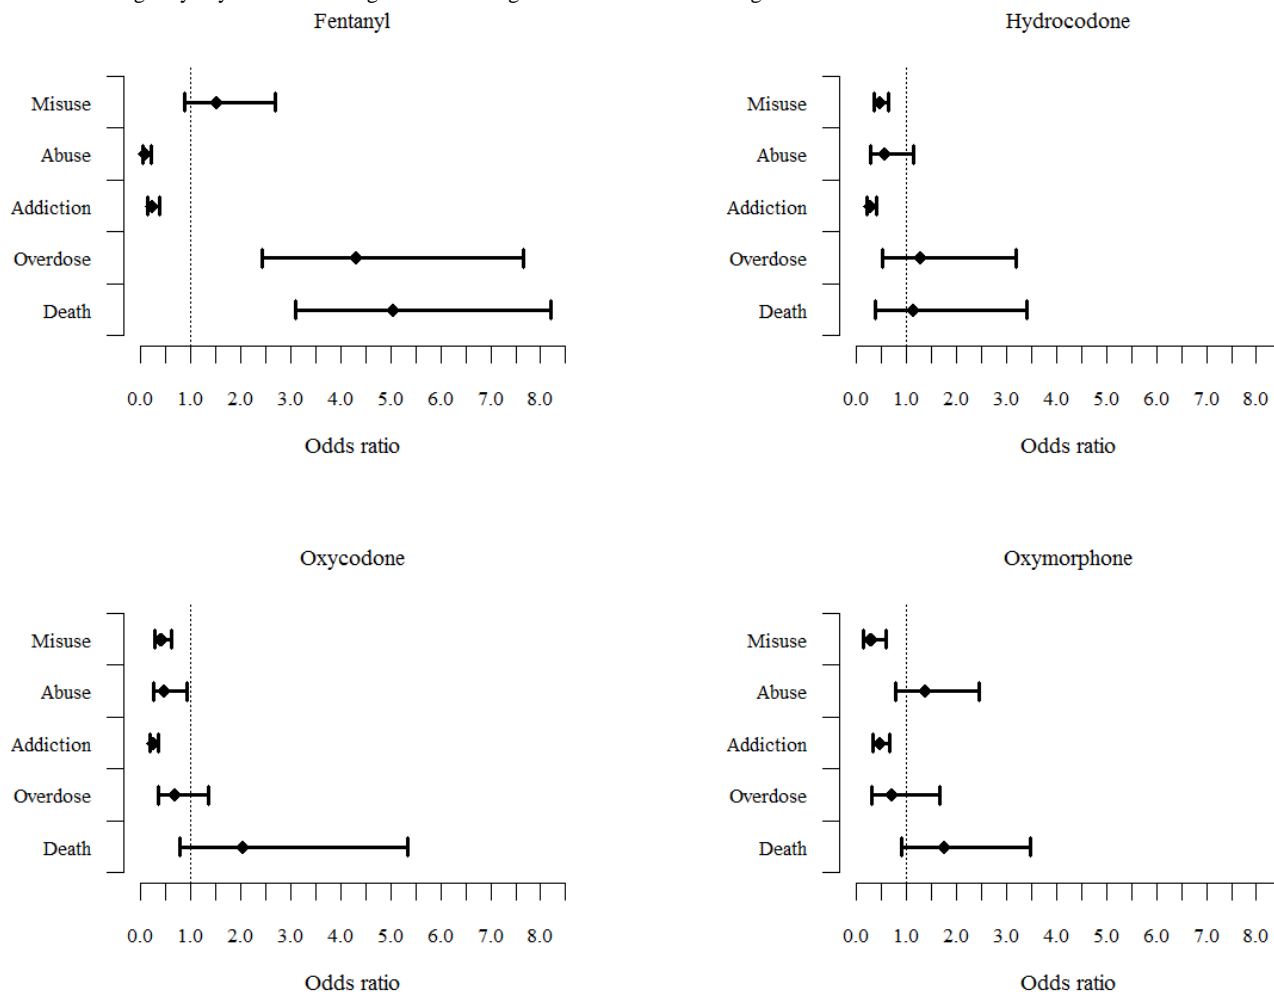 Fentanyl
Misuse
Abuse
Addiction
Overdose
Death
0.0 1.0 2.0 3.0 4.0 5.0 6.0 7.0 8.0
Odds ratio
Hydrocodone
Misuse
Abuse
Addiction
Overdose
Death
0.0 1.0 2.0 3.0 4.0 5.0 6.0 7.0 8.0
Odds ratio
Oxycodone
Misuse
Abuse
Addiction
Overdose
Death
0.0 1.0 2.0 3.0 4.0 5.0 6.0 7.0 8.0
Odds ratio
Oxymorphone
Misuse
Abuse
Addiction
Overdose
Death
0.0 1.0 2.0 3.0 4.0 5.0 6.0 7.0 8.0
Odds ratio